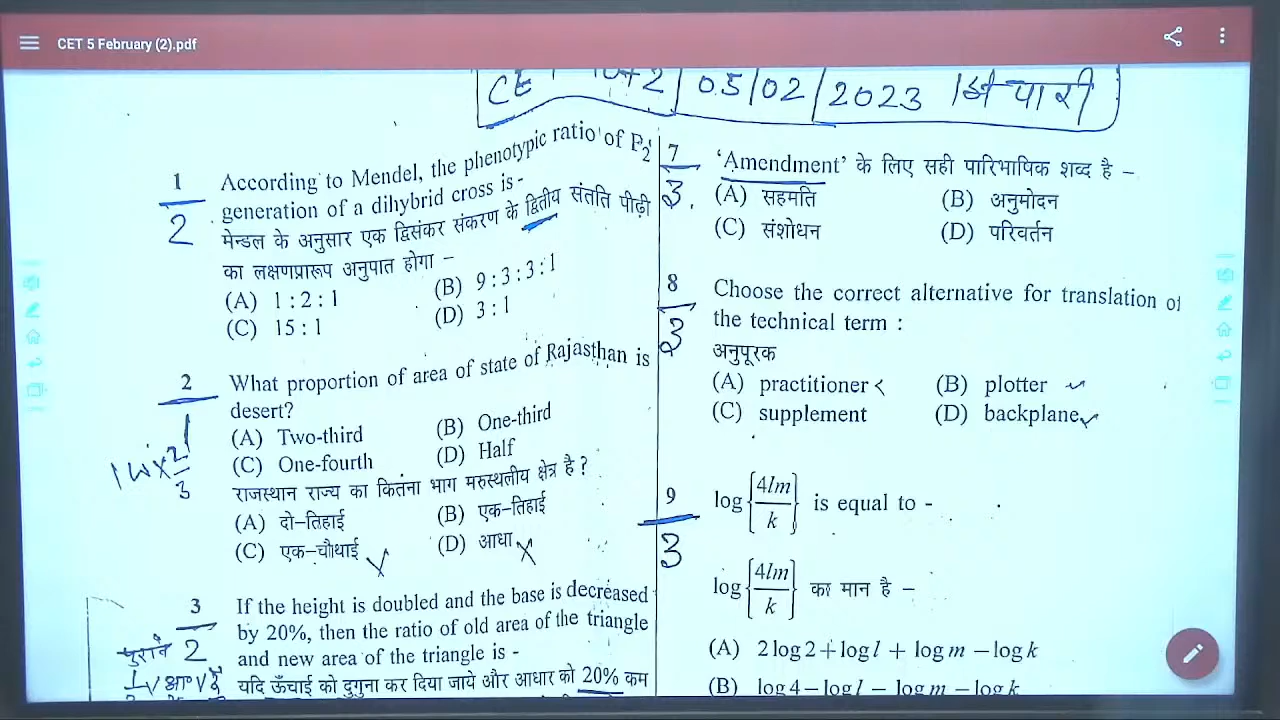 CET 5 February (2).pdf
CET 10+2 05/02/2023 पारी
1
2
According to Mendel, the phenotypic ratio of F2
generation of a dihybrid cross is -
मेन्डल के अनुसार एक द्विसंकर संकरण के द्वितीय संतति पीढ़ी
का लक्षणप्रारूप अनुपात होगा –
(A) 1 : 2 : 1 (B) 9 : 3 : 3 : 1
(C) 15 : 1 (D) 3 : 1
2
1
What proportion of area of state of Rajasthan is
desert?
(A) Two-third (B) One-third
(C) One-fourth (D) Half
राजस्थान राज्य का कितना भाग मरुस्थलीय क्षेत्र है ?
(A) दो–तिहाई (B) एक–तिहाई
(C) एक–चौथाई (D) आधा
3
2
If the height is doubled and the base is decreased
by 20%, then the ratio of old area of the triangle
and new area of the triangle is -
यदि ऊँचाई को दुगुना कर दिया जाये और आधार को 20% कम
पुराने
7
3
'Amendment' के लिए सही पारिभाषिक शब्द है –
(A) सहमति (B) अनुमोदन
(C) संशोधन (D) परिवर्तन
8
3
Choose the correct alternative for translation of
the technical term :
अनुपूरक
(A) practitioner (B) plotter
(C) supplement (D) backplane
9
3
log {4lm/k} is equal to -
log {4lm/k} का मान है –
(A) 2 log 2 + log l + log m – log k
(B) log 4 – log l – log m – log k